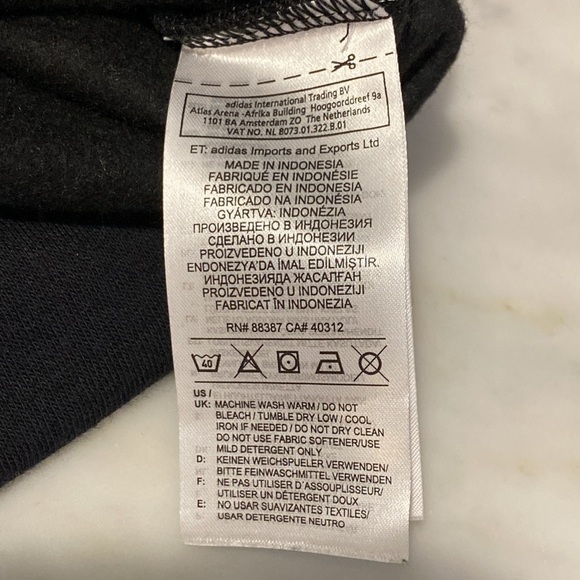 adidas International Trading BV
Atlas Arena -Afrika Building Hoogoorddreef 9a
1101 BA Amsterdam ZO The Netherlands
VAT NO. NL 8073.01.322.B.01
ET: adidas Imports and Exports Ltd
MADE IN INDONESIA
FABRIQUÉ EN INDONÉSIE
FABRICADO EN INDONESIA
FABRICADO NA INDONÉSIA
GYÁRTVA: INDONÉZIA
ПРОИЗВЕДЕНО В ИНДОНЕЗИЯ
СДЕЛАНО В ИНДОНЕЗИИ
PROIZVEDENO U INDONEZIJI
ENDONEZYA'DA İMAL EDİLMİŞTİR.
ИНДОНЕЗИЯДА ЖАСАЛҒАН
PROIZVEDENO U INDONEZIJI
FABRICAT ÎN INDONEZIA
RN# 88387 CA# 40312
40
US /
UK: MACHINE WASH WARM / DO NOT
BLEACH / TUMBLE DRY LOW / COOL
IRON IF NEEDED / DO NOT DRY CLEAN
DO NOT USE FABRIC SOFTENER/USE
MILD DETERGENT ONLY
D: KEINEN WEICHSPUELER VERWENDEN/
BITTE FEINWASCHMITTEL VERWENDEN
F: NE PAS UTILISER D'ASSOUPLISEUR/
UTILISER UN DÉTERGENT DOUX
E: NO USAR SUAVIZANTES TEXTILES/
USAR DETERGENTE NEUTRO